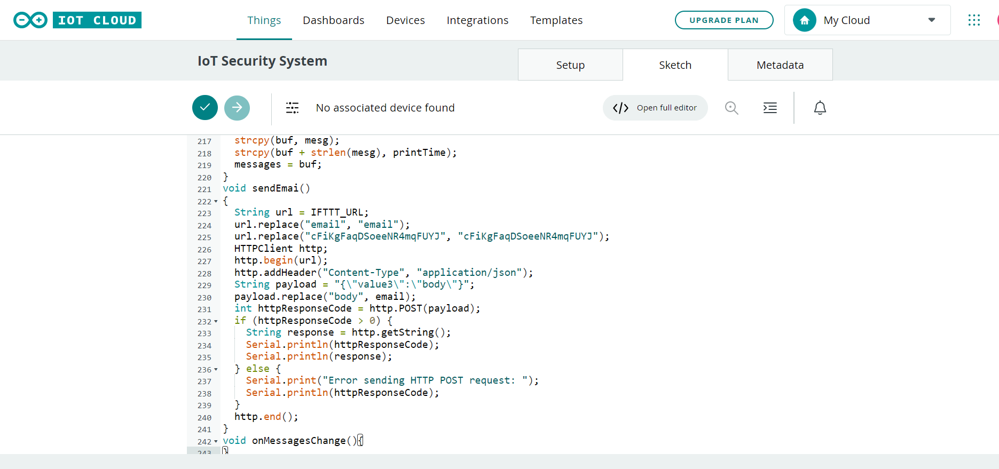 IOT CLOUD
Things Dashboards Devices Integrations Templates UPGRADE PLAN My Cloud
IoT Security System Setup Sketch Metadata
No associated device found </> Open full editor
217 strcpy(buf, mesg);
218 strcpy(buf + strlen(mesg), printTime);
219 messages = buf;
220 }
221 void sendEmai()
222 {
223 String url = IFTTT_URL;
224 url.replace("email", "email");
225 url.replace("cFiKgFaqDSoeeNR4mqFUYJ", "cFiKgFaqDSoeeNR4mqFUYJ");
226 HTTPClient http;
227 http.begin(url);
228 http.addHeader("Content-Type", "application/json");
229 String payload = "{\"value3\":\"body\"}";
230 payload.replace("body", email);
231 int httpResponseCode = http.POST(payload);
232 if (httpResponseCode > 0) {
233 String response = http.getString();
234 Serial.println(httpResponseCode);
235 Serial.println(response);
236 } else {
237 Serial.print("Error sending HTTP POST request: ");
238 Serial.println(httpResponseCode);
239 }
240 http.end();
241 }
242 void onMessagesChange(){
243 }